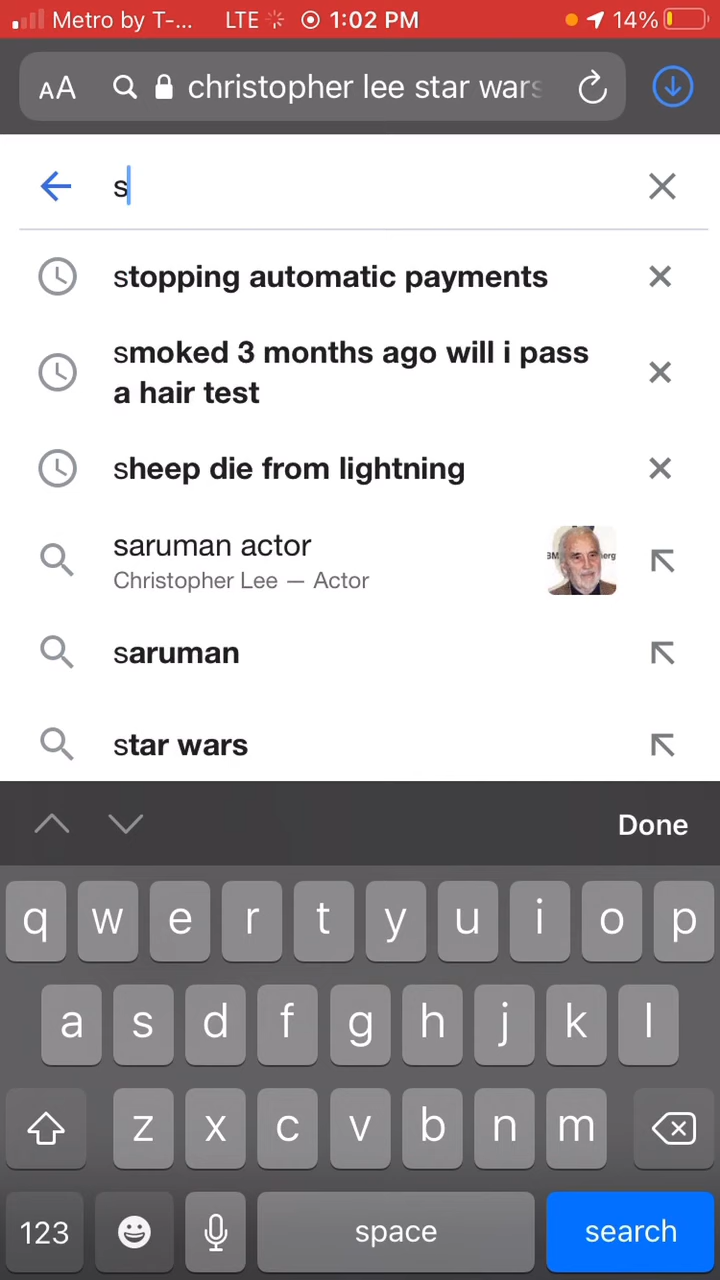 Metro by T-... LTE 1:02 PM 14%
AA christopher lee star wars
s
stopping automatic payments
smoked 3 months ago will i pass
a hair test
sheep die from lightning
saruman actor
Christopher Lee — Actor
saruman
star wars
Done
q w e r t y u i o p
a s d f g h j k l
z x c v b n m
123 space search